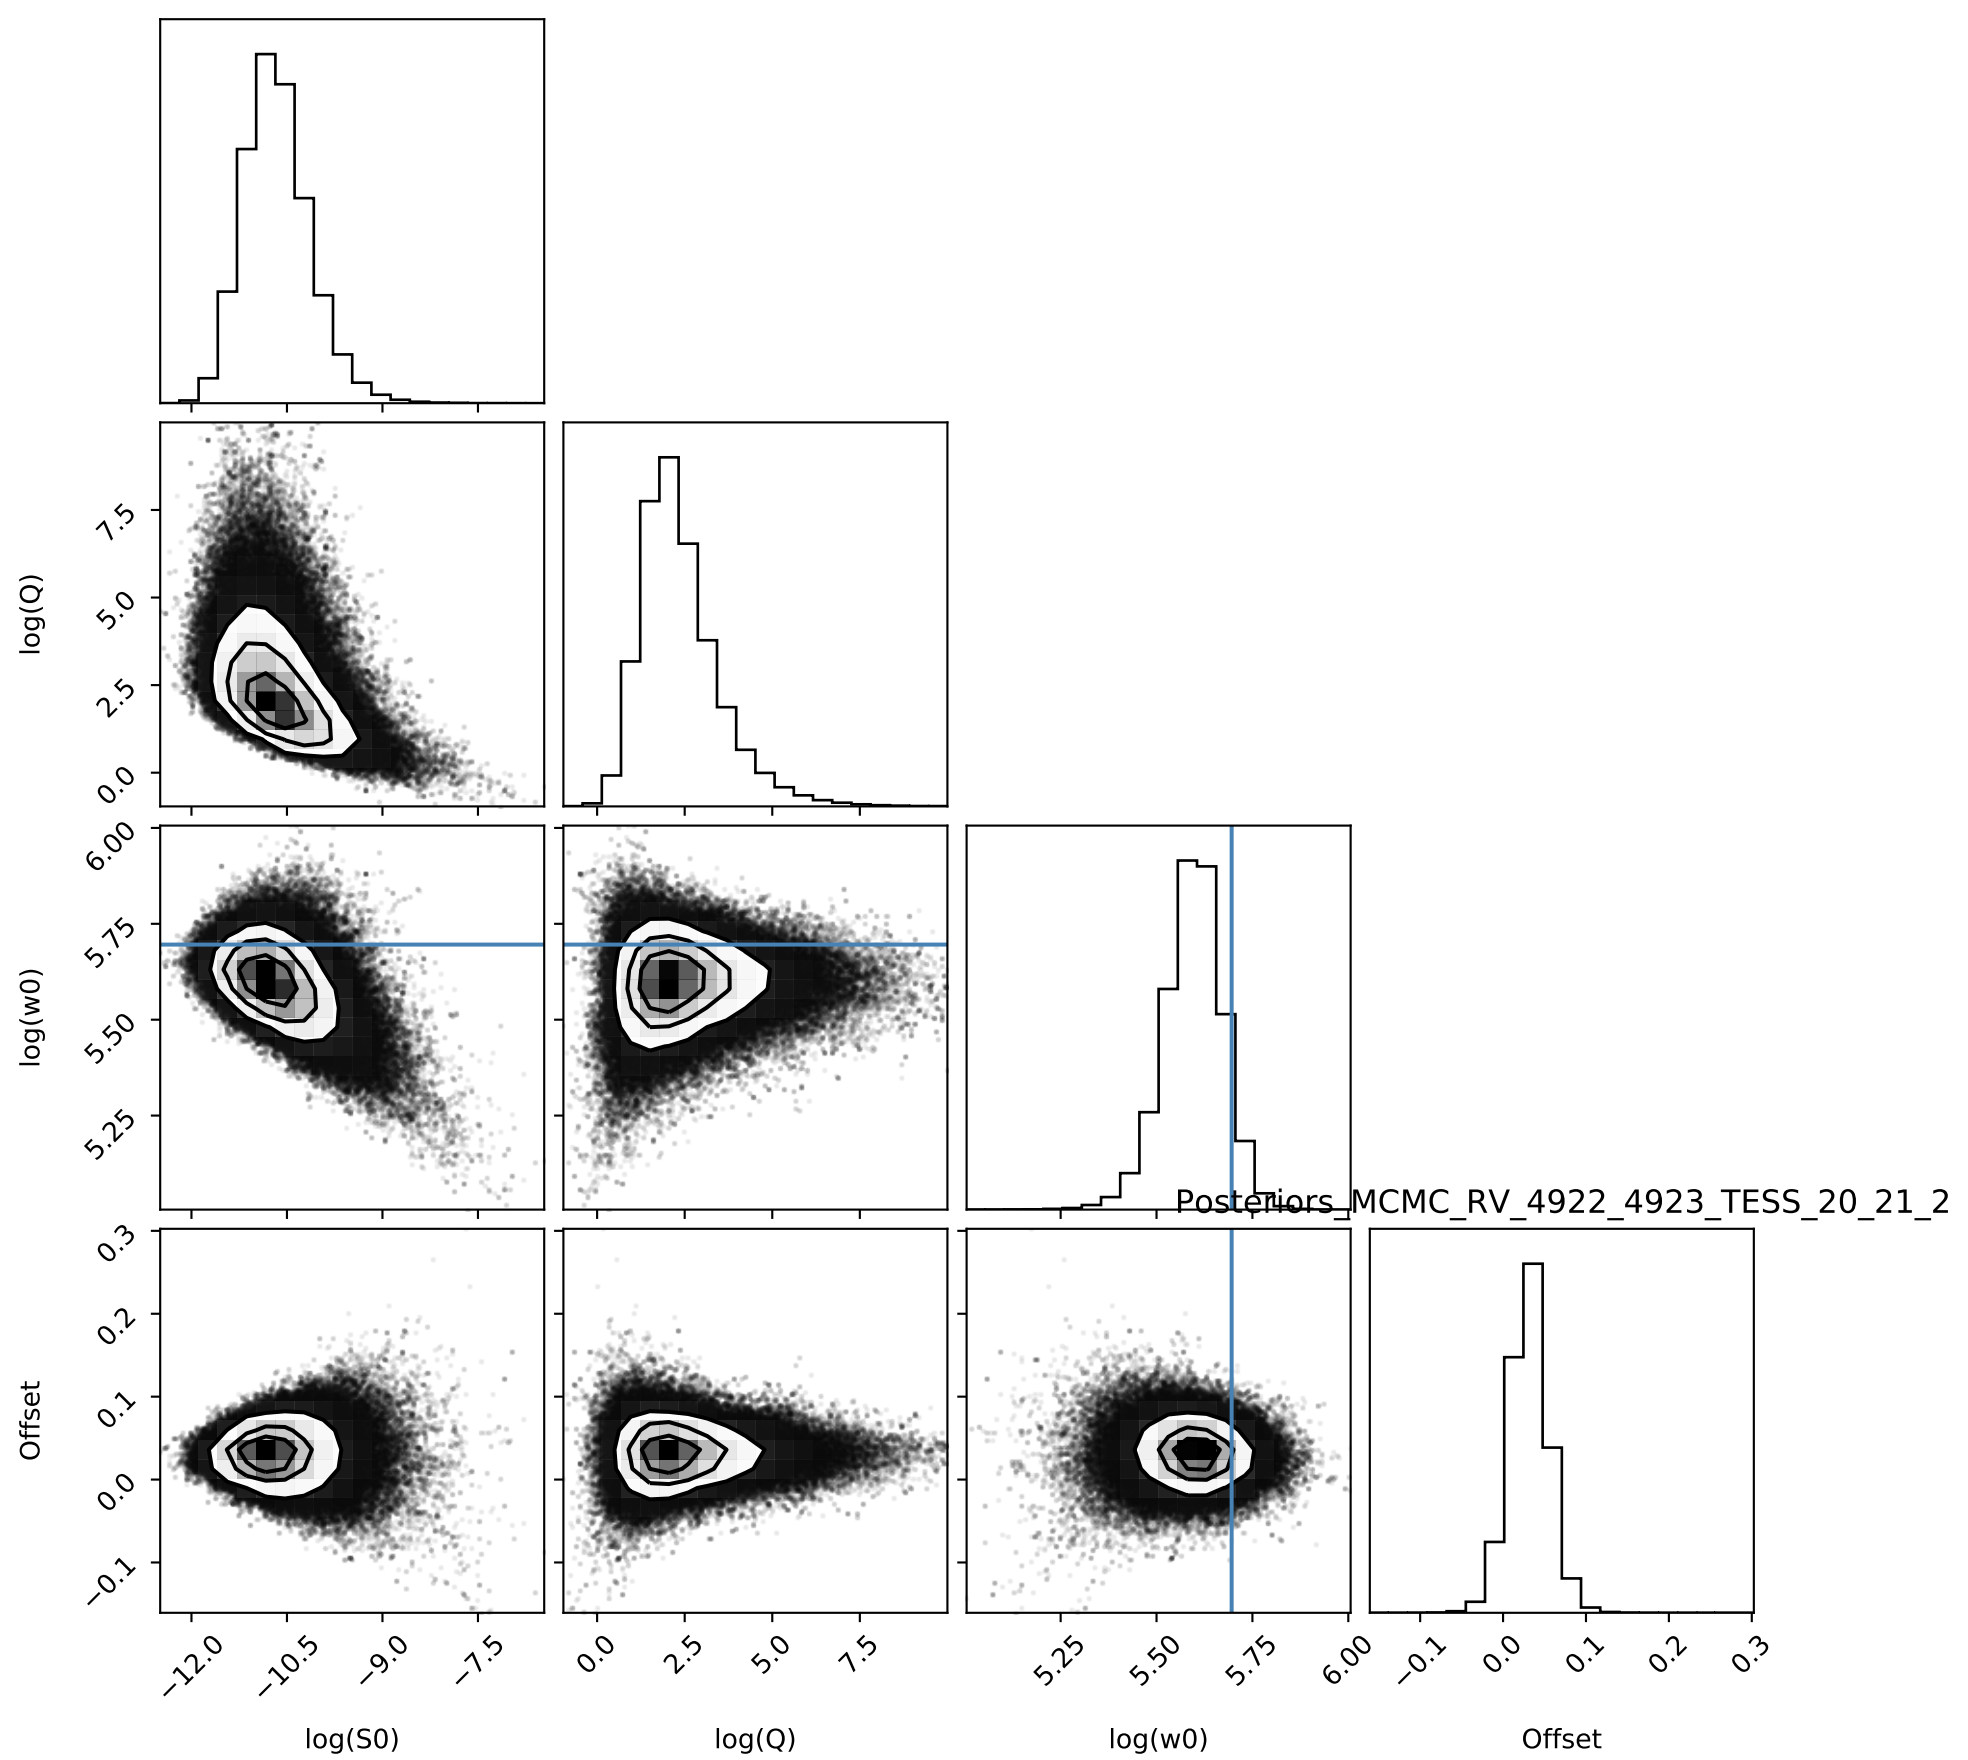 log(Q)
7.5
5.0
2.5
0.0
log(w0)
6.00
5.75
5.50
5.25
Posteriors_MCMC_RV_4922_4923_TESS_20_21_2
Offset
0.3
0.2
0.1
0.0
−0.1
−12.0 −10.5 −9.0 −7.5 0.0 2.5 5.0 7.5 5.25 5.50 5.75 6.00 −0.1 0.0 0.1 0.2 0.3
log(S0) log(Q) log(w0) Offset